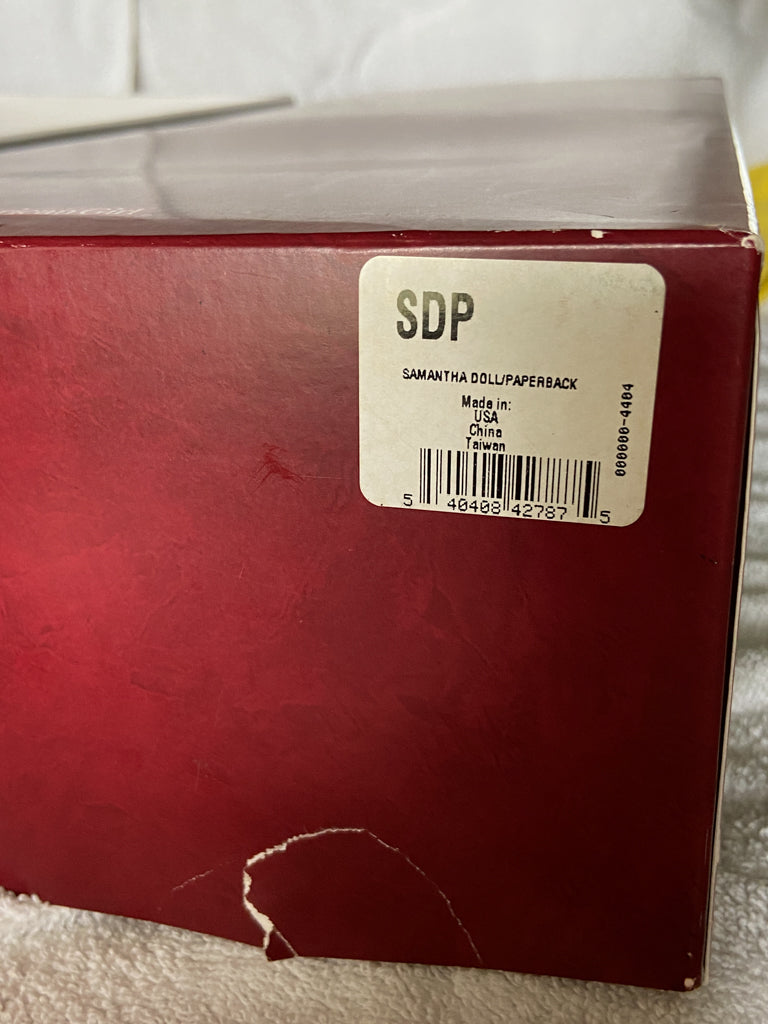 SDP
SAMANTHA DOLL/PAPERBACK
Made in:
USA
China
Taiwan
000000-4404
5 40408 42787 5